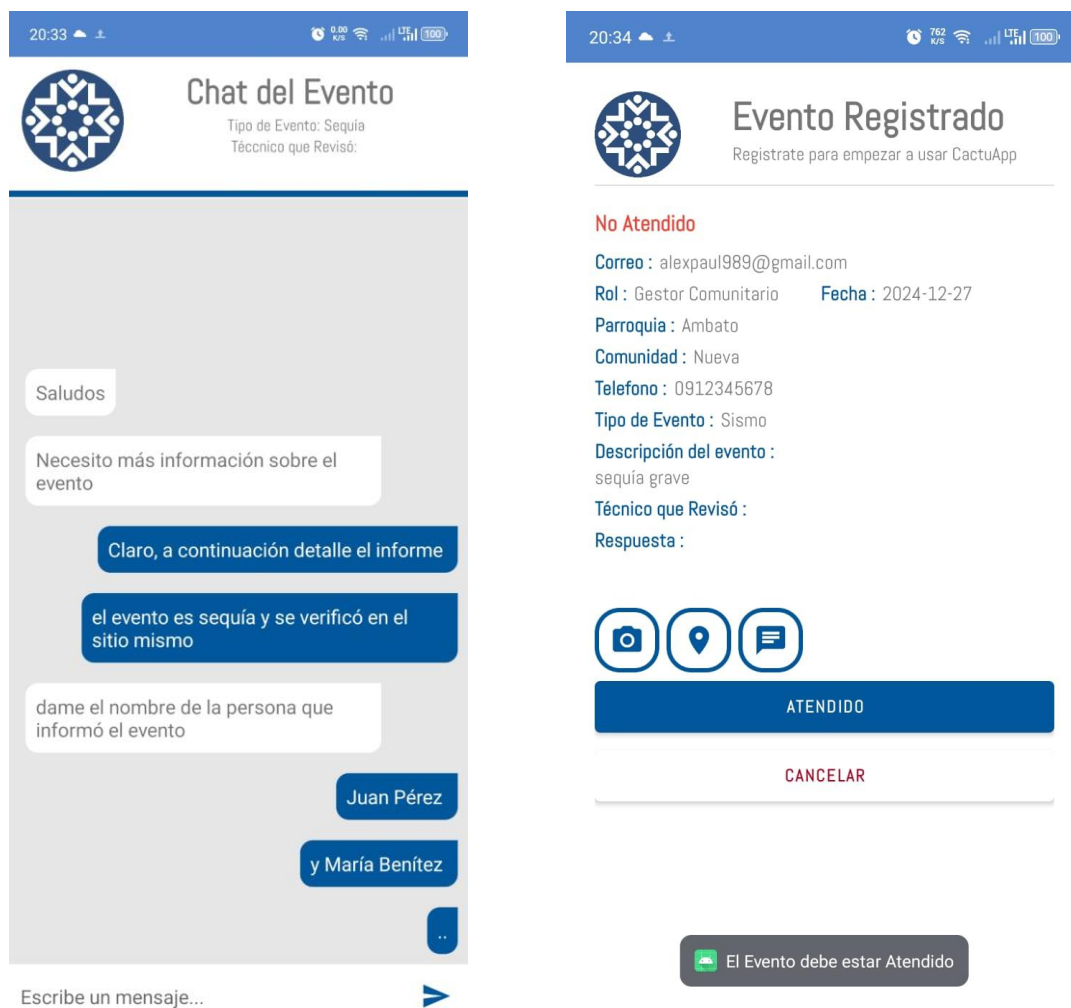 20:33
0.00 K/S
LTE
100
Chat del Evento
Tipo de Evento: Sequía
Téccnico que Revisó:
Saludos
Necesito más información sobre el
evento
Claro, a continuación detalle el informe
el evento es sequía y se verificó en el
sitio mismo
dame el nombre de la persona que
informó el evento
Juan Pérez
y María Benítez
..
Escribe un mensaje...
20:34
762 K/S
LTE
100
Evento Registrado
Registrate para empezar a usar CactuApp
No Atendido
Correo : alexpaul989@gmail.com
Rol : Gestor Comunitario Fecha : 2024-12-27
Parroquia : Ambato
Comunidad : Nueva
Telefono : 0912345678
Tipo de Evento : Sismo
Descripción del evento :
sequía grave
Técnico que Revisó :
Respuesta :
ATENDIDO
CANCELAR
El Evento debe estar Atendido